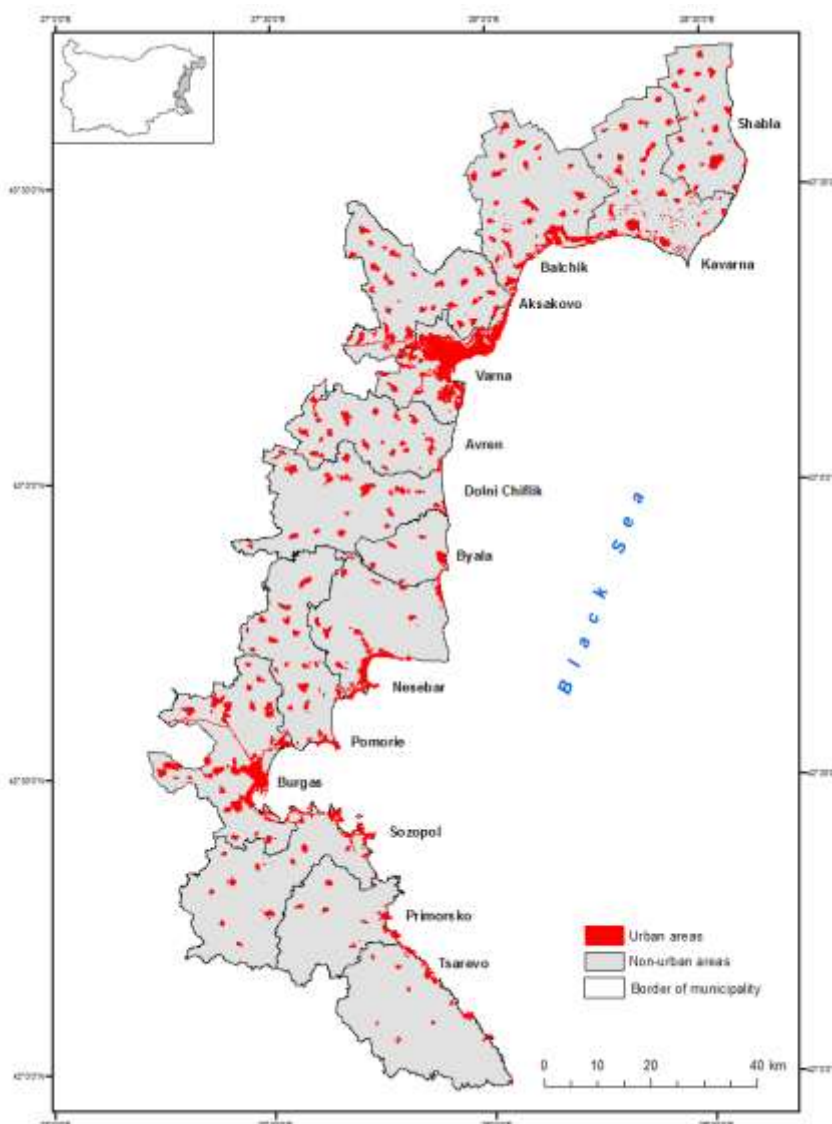 Shabla
Kavarna
Balchik
Aksakovo
Varna
Avren
Dolni Chiflik
Byala
Black Sea
Nesebar
Pomorie
Burgas
Sozopol
Primorsko
Tsarevo
Urban areas
Non-urban areas
Border of municipality
0 10 20 40 km